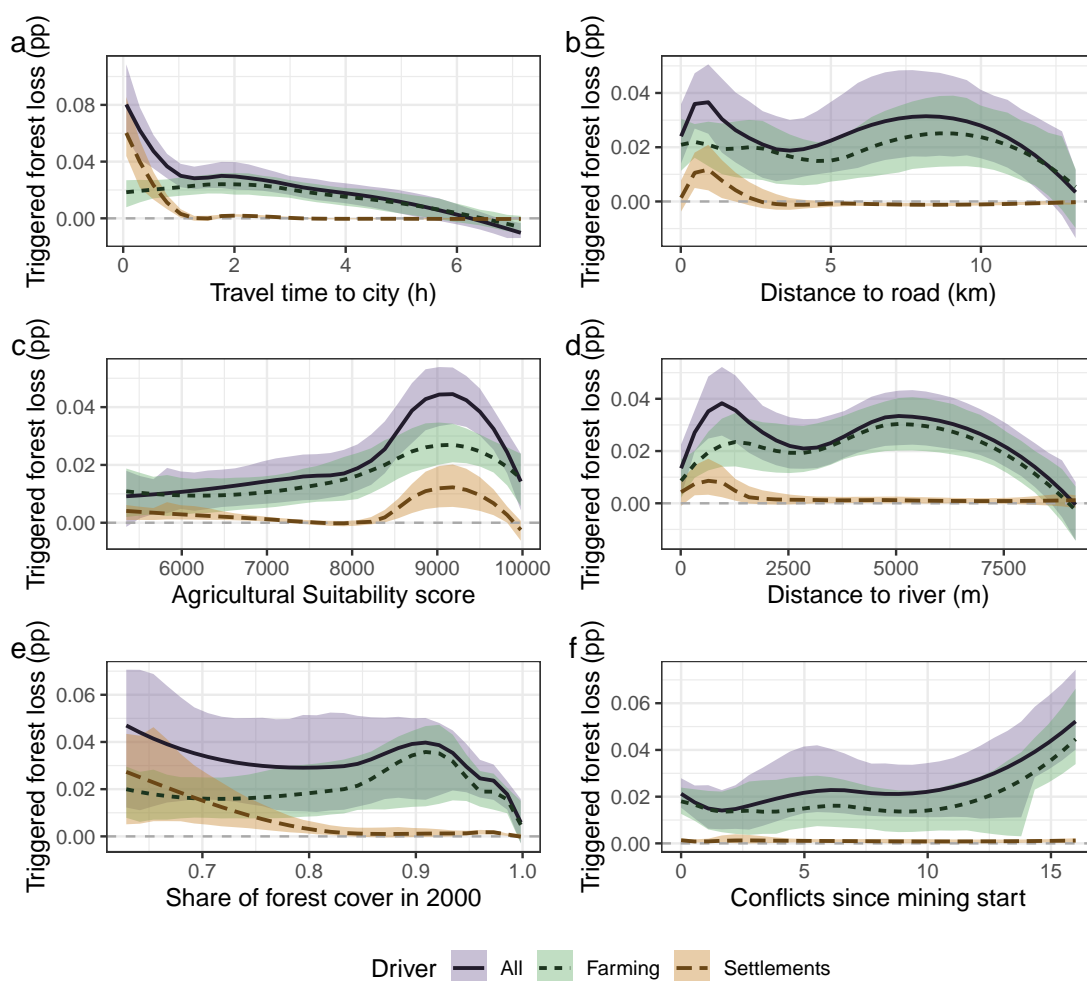 a
Triggered forest loss (pp)
0.08
0.04
0.00
0 2 4 6
Travel time to city (h)
b
Triggered forest loss (pp)
0.04
0.02
0.00
0 5 10
Distance to road (km)
c
Triggered forest loss (pp)
0.04
0.02
0.00
6000 7000 8000 9000 10000
Agricultural Suitability score
d
Triggered forest loss (pp)
0.04
0.02
0.00
0 2500 5000 7500
Distance to river (m)
e
Triggered forest loss (pp)
0.06
0.04
0.02
0.00
0.7 0.8 0.9 1.0
Share of forest cover in 2000
f
Triggered forest loss (pp)
0.06
0.04
0.02
0.00
0 5 10 15
Conflicts since mining start
Driver All Farming Settlements